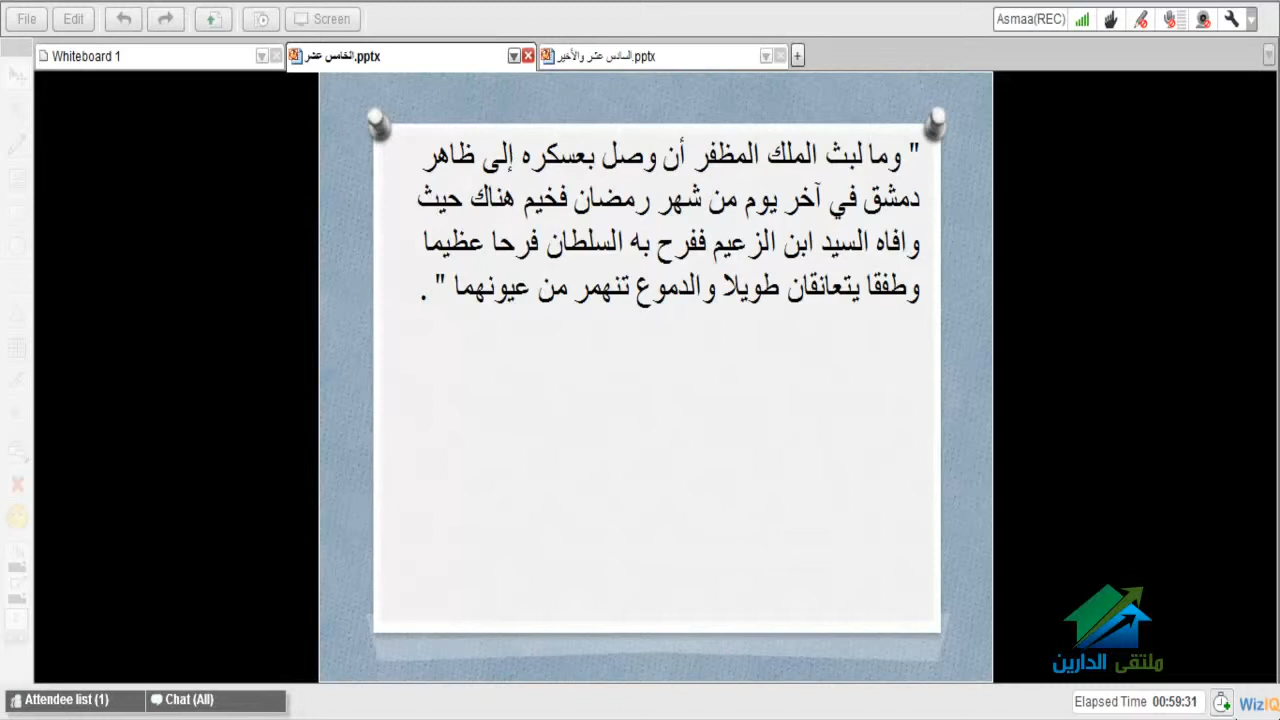 File
Edit
Screen
Asmaa(REC)
Whiteboard 1
الخامس عشر.pptx
السادس عشر والأخير.pptx
" وما لبث الملك المظفر أن وصل بعسكره إلى ظاهر
دمشق في آخر يوم من شهر رمضان فخيم هناك حيث
وافاه السيد ابن الزعيم ففرح به السلطان فرحا عظيما
وطفقا يتعانقان طويلا والدموع تنهمر من عيونهما " .
ملتقى الدارين
Attendee list (1)
Chat (All)
Elapsed Time 00:59:31
WizIQ